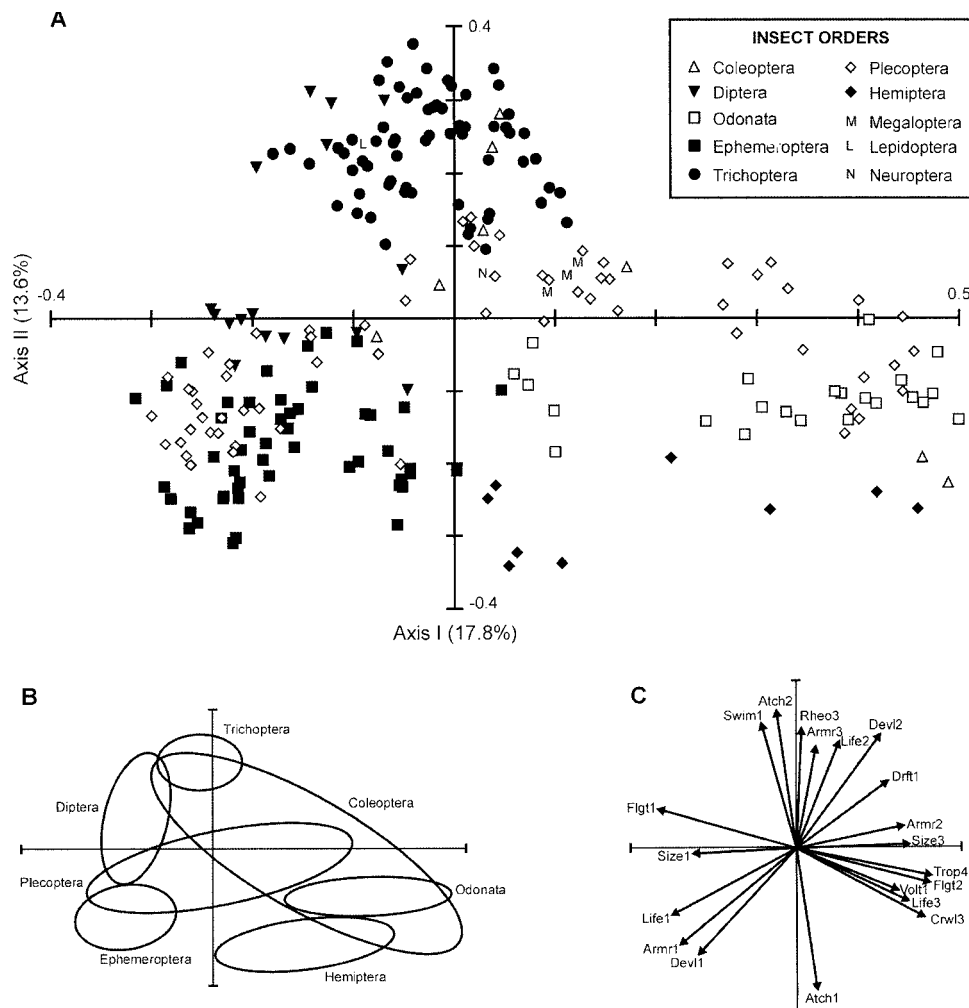 A
0.4
INSECT ORDERS
Coleoptera
Plecoptera
Diptera
Hemiptera
Odonata
M Megaloptera
Ephemeroptera
L Lepidoptera
Trichoptera
N Neuroptera
L
M
N
M
M
-0.4
0.5
Axis II (13.6%)
-0.4
Axis I (17.8%)
B
Trichoptera
Diptera
Coleoptera
Plecoptera
Odonata
Ephemeroptera
Hemiptera
C
Atch2
Swim1
Rheo3
Armr3
Life2
Devl2
Drft1
Flgt1
Armr2
Size3
Size1
Trop4
Flgt2
Volt1
Life3
Crwl3
Life1
Armr1
Devl1
Atch1